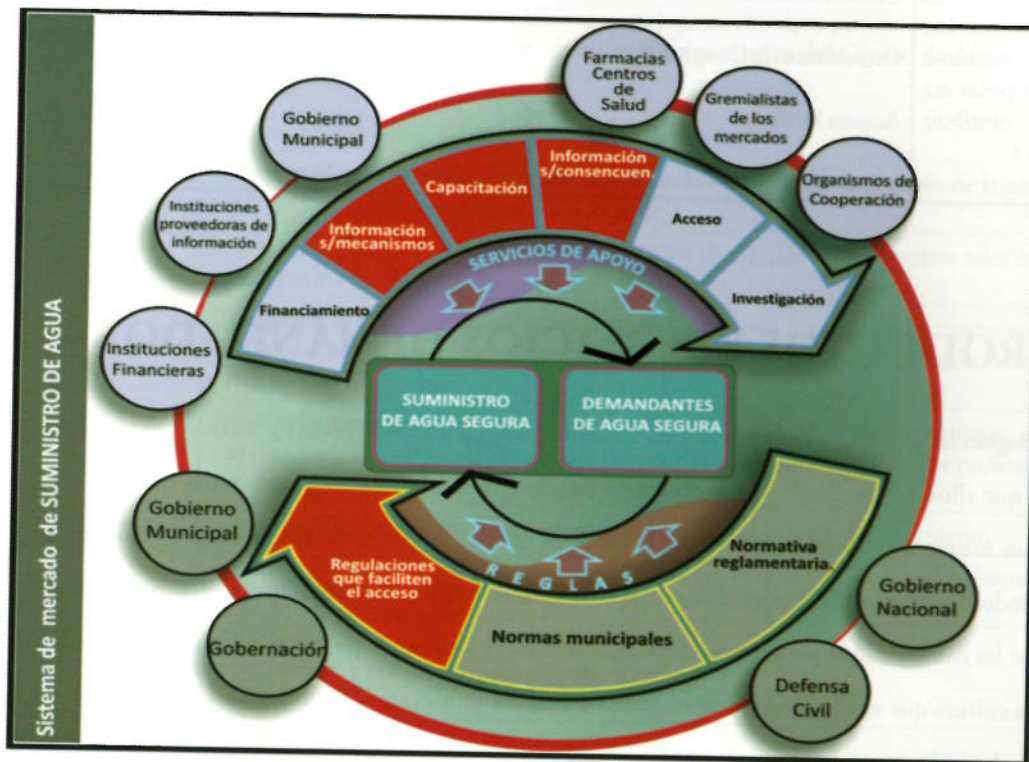 Sistema de mercado de SUMINISTRO DE AGUA
Farmacias
Centros
de
Salud
Gremialistas
de los
mercados
Organismos de
Cooperación
Gobierno
Municipal
Instituciones
proveedoras de
información
Instituciones
Financieras
Financiamiento
Información
s/mecanismos
Capacitación
Información
s/consencuen.
Acceso
Investigación
SERVICIOS DE APOYO
SUMINISTRO
DE AGUA SEGURA
DEMANDANTES
DE AGUA SEGURA
REGLAS
Regulaciones
que faciliten
el acceso
Normas municipales
Normativa
reglamentaria.
Gobierno
Municipal
Gobernación
Defensa
Civil
Gobierno
Nacional